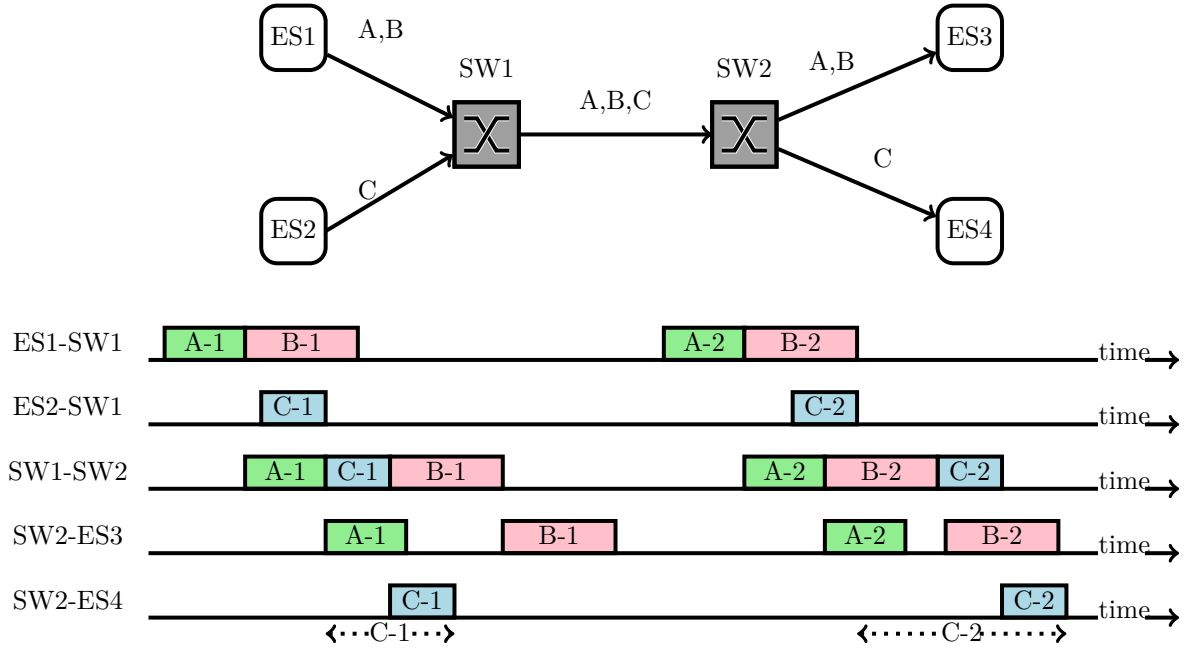 ES1
A,B
ES3
SW1
SW2
A,B
A,B,C
C
C
ES2
ES4
ES1-SW1
A-1
B-1
A-2
B-2
time
ES2-SW1
C-1
C-2
time
SW1-SW2
A-1
C-1
B-1
A-2
B-2
C-2
time
SW2-ES3
A-1
B-1
A-2
B-2
time
SW2-ES4
C-1
C-2
time
C-1
C-2